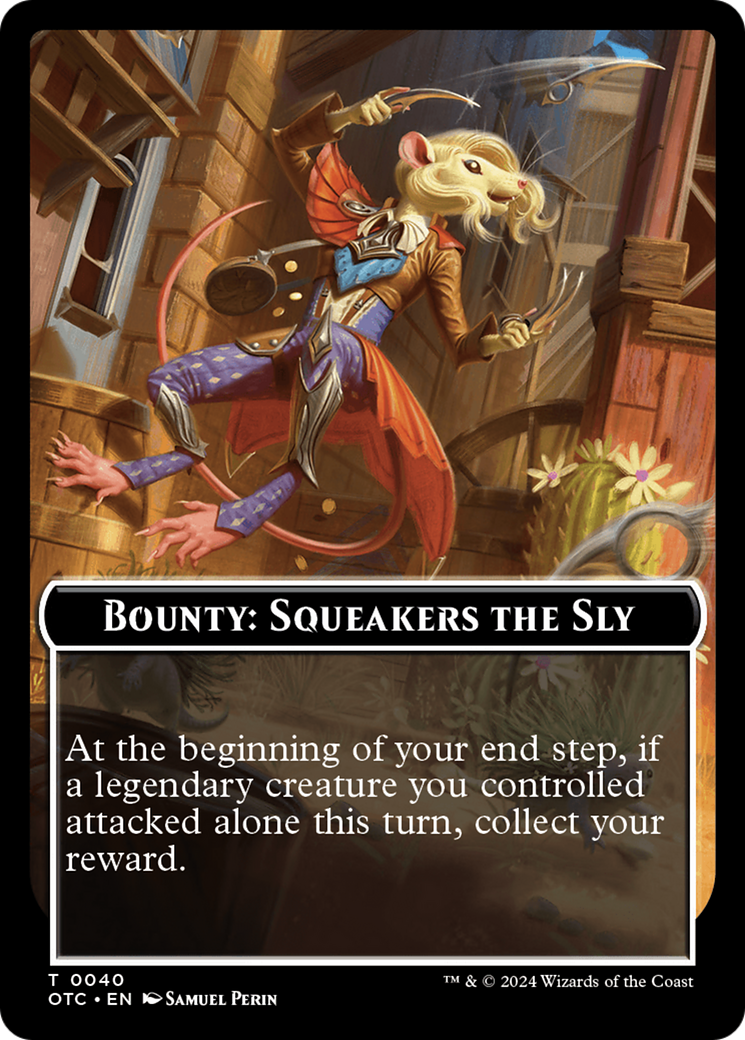 Bounty: Squeakers the Sly
At the beginning of your end step, if
a legendary creature you controlled
attacked alone this turn, collect your
reward.
T 0040
OTC • EN Samuel Perin
™ & © 2024 Wizards of the Coast